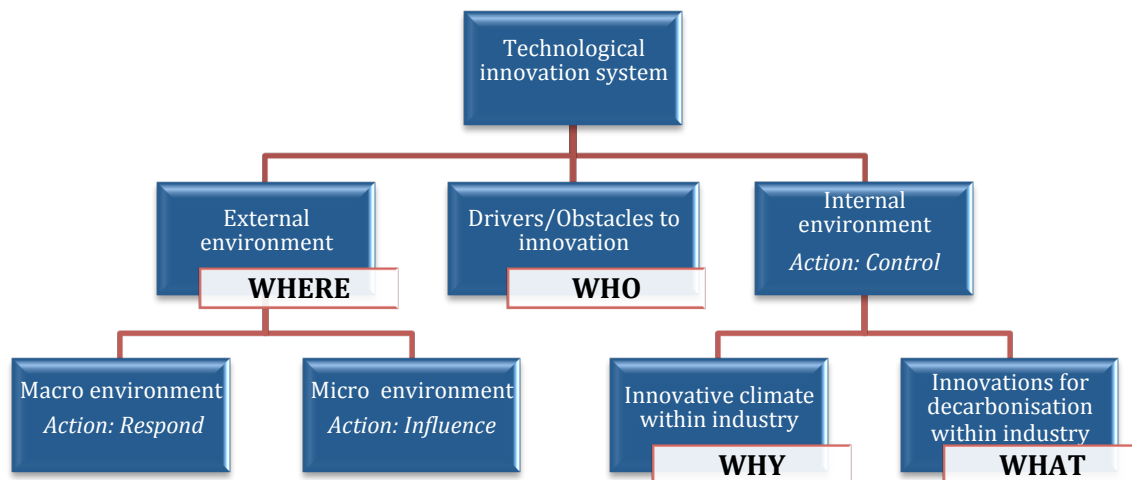 Technological
innovation system
External
environment
WHERE
Drivers/Obstacles to
innovation
WHO
Internal
environment
Action: Control
Macro environment
Action: Respond
Micro environment
Action: Influence
Innovative climate
within industry
WHY
Innovations for
decarbonisation
within industry
WHAT